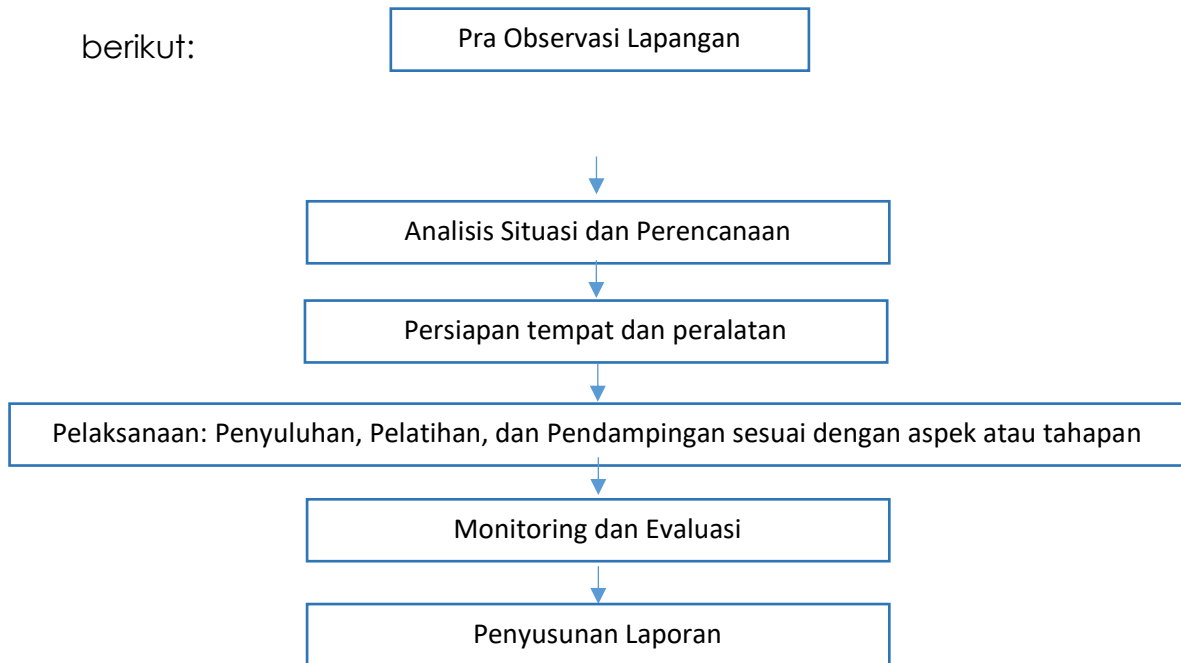 berikut:
Pra Observasi Lapangan
Analisis Situasi dan Perencanaan
Persiapan tempat dan peralatan
Pelaksanaan: Penyuluhan, Pelatihan, dan Pendampingan sesuai dengan aspek atau tahapan
Monitoring dan Evaluasi
Penyusunan Laporan